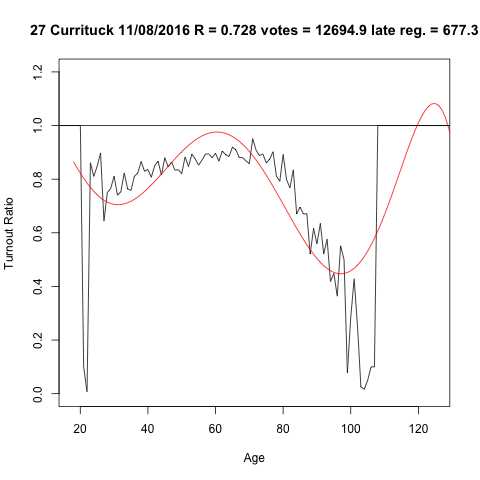 27 Currituck 11/08/2016 R = 0.728 votes = 12694.9 late reg. = 677.3
1.2
1.0
0.8
0.6
0.4
0.2
0.0
Turnout Ratio
20 40 60 80 100 120
Age